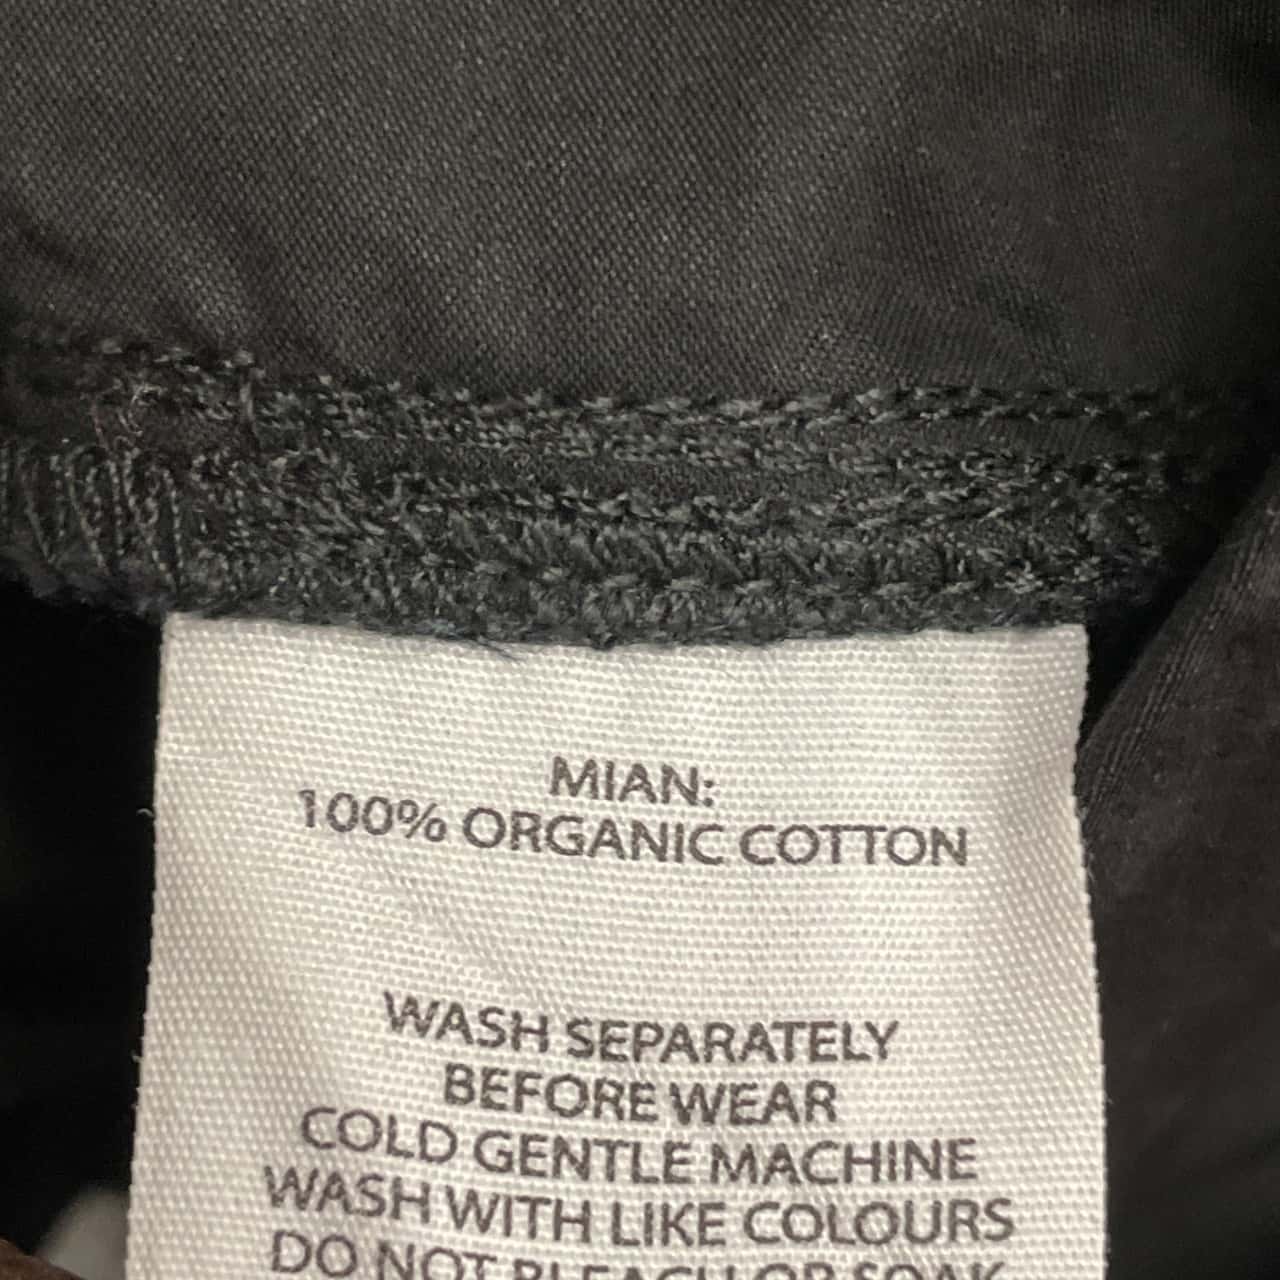 MIAN:
100% ORGANIC COTTON
WASH SEPARATELY
BEFORE WEAR
COLD GENTLE MACHINE
WASH WITH LIKE COLOURS
DO NOT BLEACH OR SOAK